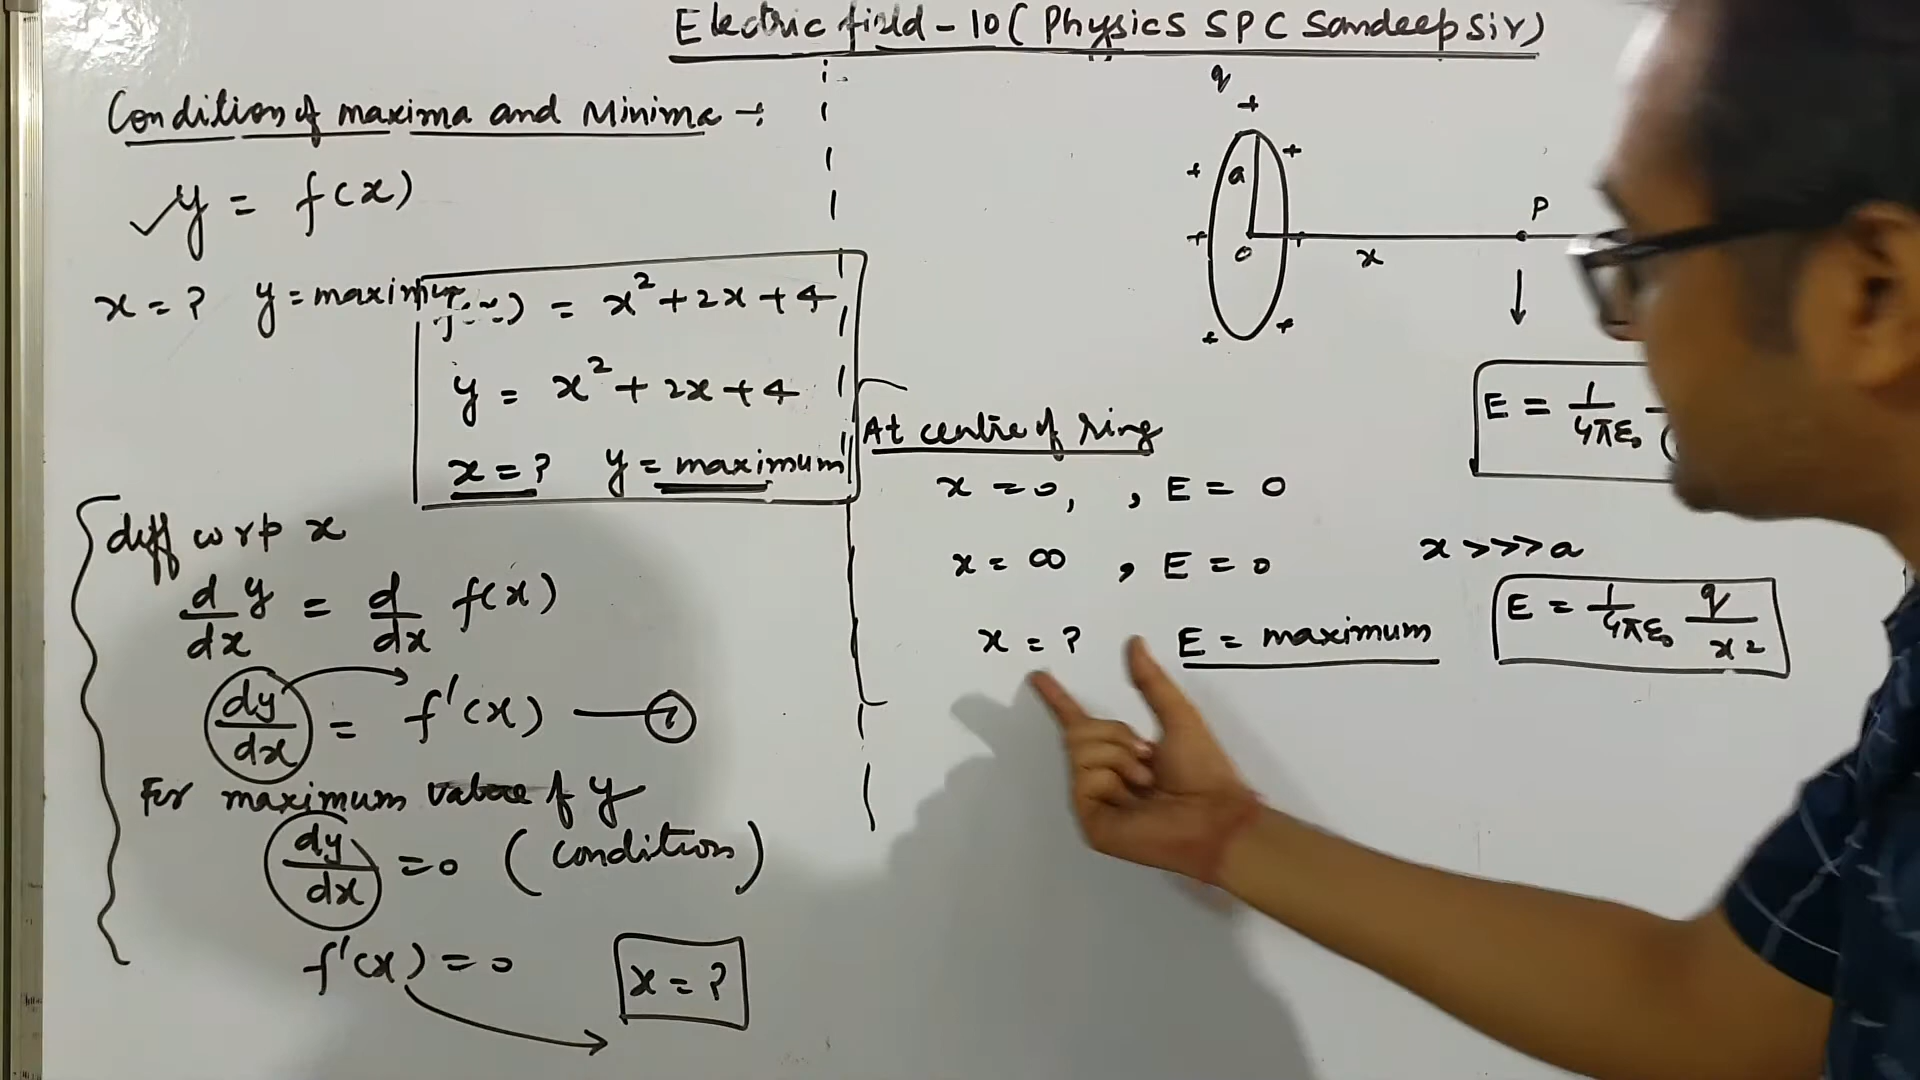 Electric field - 10 ( Physics SPC Sandeep Sir)
Condition of maxima and Minima →:
✓y = f(x)
x = ? y = maximum
= x² + 2x + 4
y = x² + 2x + 4
x = ? y = maximum
diff w r p x
d/dx y = d/dx f(x)
dy/dx = f'(x) — 1
For maximum value of y
dy/dx = 0 ( condition)
f'(x) = 0
x = ?
q
+ + + + + + +
a
o
x
P
E = 1/4πε₀
At centre of ring
x = 0, , E = 0
x = ∞ , E = 0
x = ? E = maximum
x >>> a
E = 1/4πε₀ q/x²